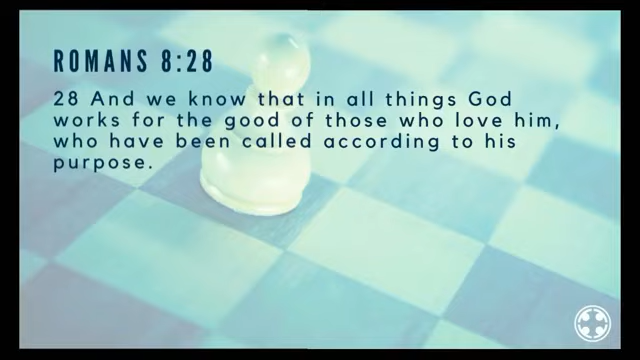 ROMANS 8:28
28 And we know that in all things God
works for the good of those who love him,
who have been called according to his
purpose.